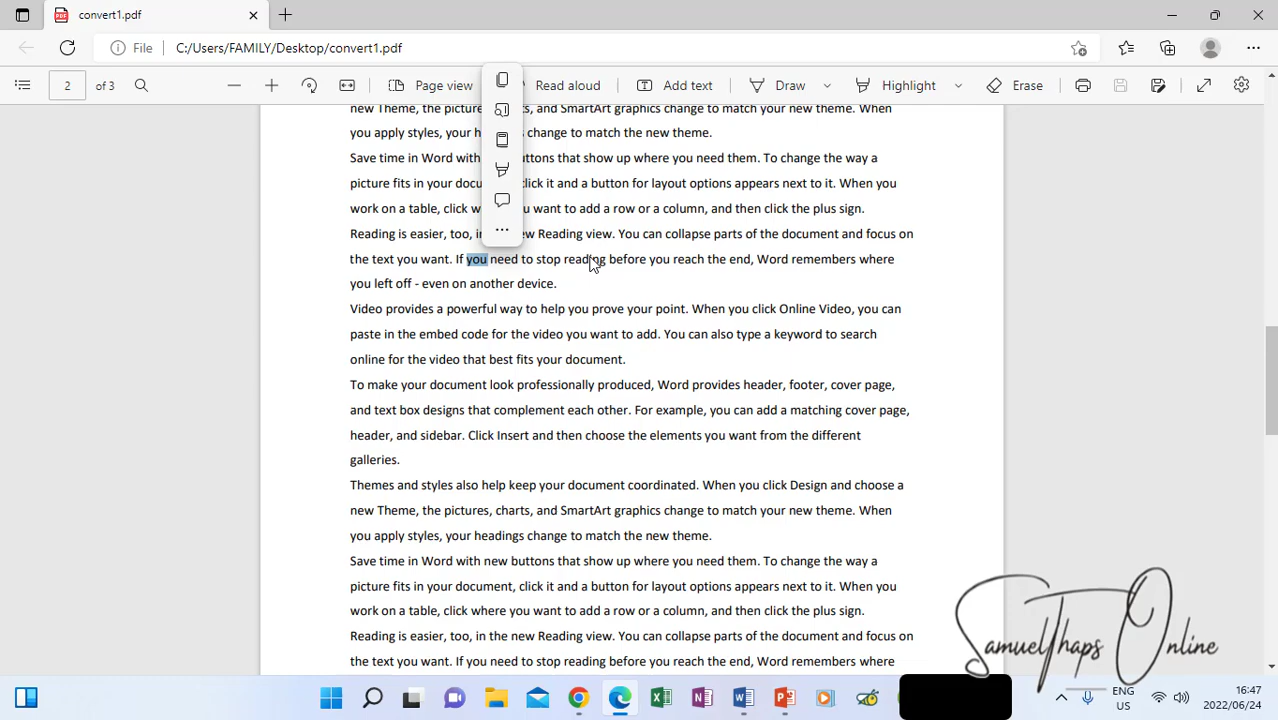 convert1.pdf
File
C:/Users/FAMILY/Desktop/convert1.pdf
2 of 3
Page view
Read aloud
Add text
Draw
Highlight
Erase
new Theme, the pictures and SmartArt graphics change to match your new theme. When
you apply styles, your change to match the new theme.
Save time in Word with that show up where you need them. To change the way a
picture fits in your click it and a button for layout options appears next to it. When you
work on a table, click want to add a row or a column, and then click the plus sign.
Reading is easier, too, in Reading view. You can collapse parts of the document and focus on
the text you want. If you need to stop reading before you reach the end, Word remembers where
you left off - even on another device.
Video provides a powerful way to help you prove your point. When you click Online Video, you can
paste in the embed code for the video you want to add. You can also type a keyword to search
online for the video that best fits your document.
To make your document look professionally produced, Word provides header, footer, cover page,
and text box designs that complement each other. For example, you can add a matching cover page,
header, and sidebar. Click Insert and then choose the elements you want from the different
galleries.
Themes and styles also help keep your document coordinated. When you click Design and choose a
new Theme, the pictures, charts, and SmartArt graphics change to match your new theme. When
you apply styles, your headings change to match the new theme.
Save time in Word with new buttons that show up where you need them. To change the way a
picture fits in your document, click it and a button for layout options appears next to it. When you
work on a table, click where you want to add a row or a column, and then click the plus sign.
Reading is easier, too, in the new Reading view. You can collapse parts of the document and focus on
the text you want. If you need to stop reading before you reach the end, Word remembers where
SamuelThaps Online
ENG
US
16:47
2022/06/24